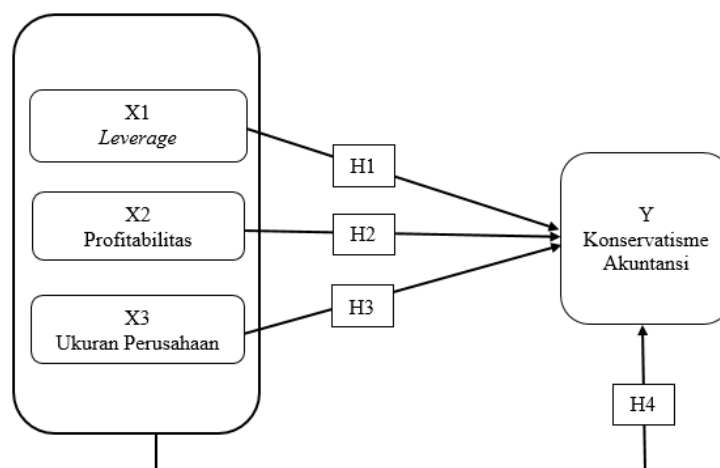 X1
Leverage
H1
X2
Profitabilitas
H2
X3
Ukuran Perusahaan
H3
Y
Konservatisme
Akuntansi
H4